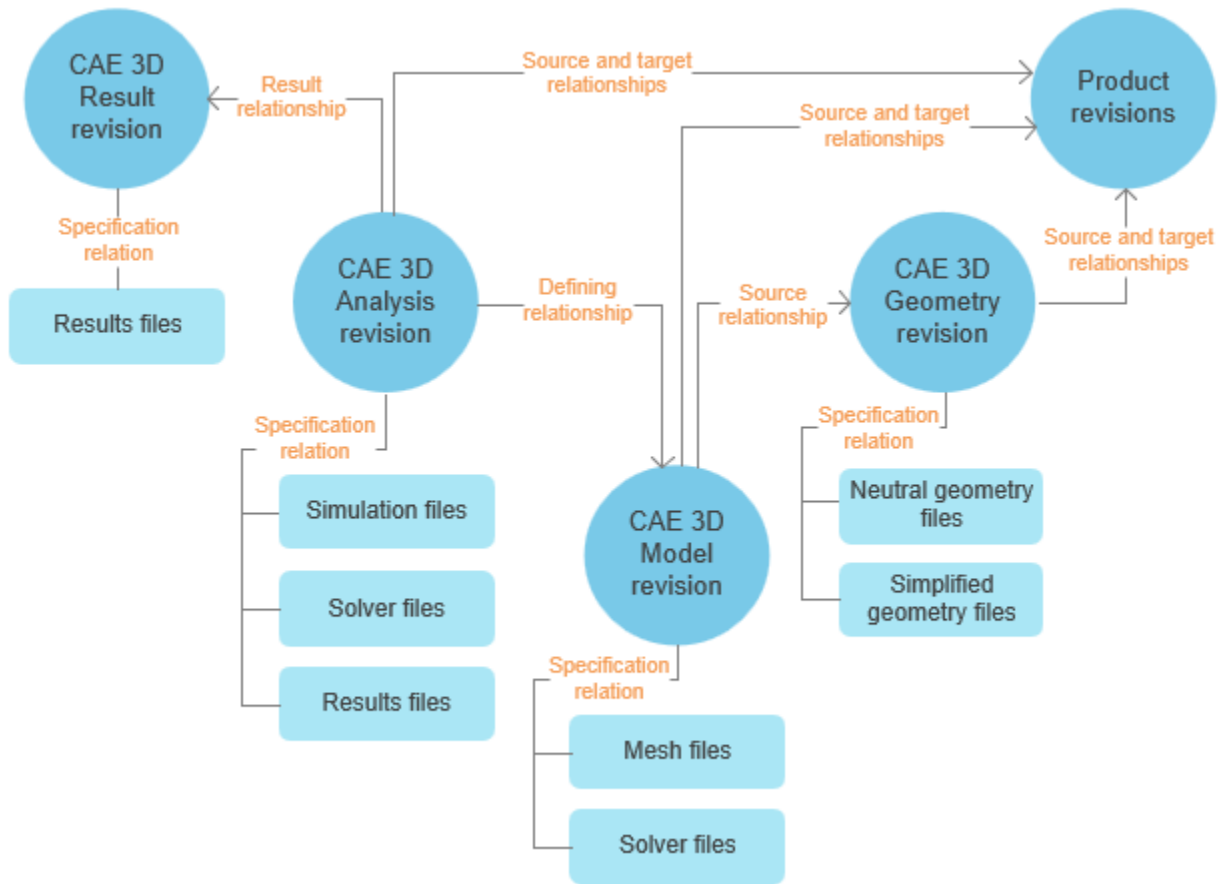 CAE 3D
Result
revision
Result
relationship
Source and target
relationships
Product
revisions
Source and target
relationships
Specification
relation
Results files
CAE 3D
Analysis
revision
Defining
relationship
Source
relationship
CAE 3D
Geometry
revision
Source and target
relationships
Specification
relation
Simulation files
Solver files
Results files
CAE 3D
Model
revision
Specification
relation
Neutral geometry
files
Simplified
geometry files
Specification
relation
Mesh files
Solver files